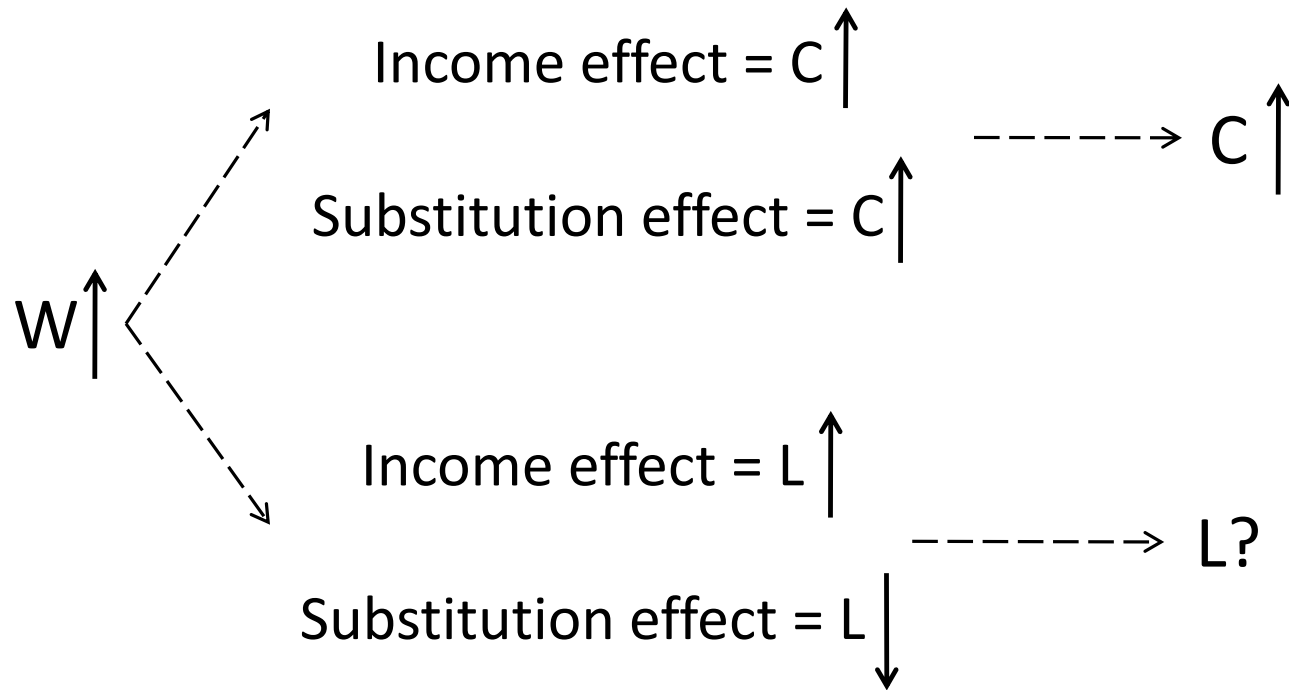 Income effect = C
C
Substitution effect = C
W
Income effect = L
L?
Substitution effect = L